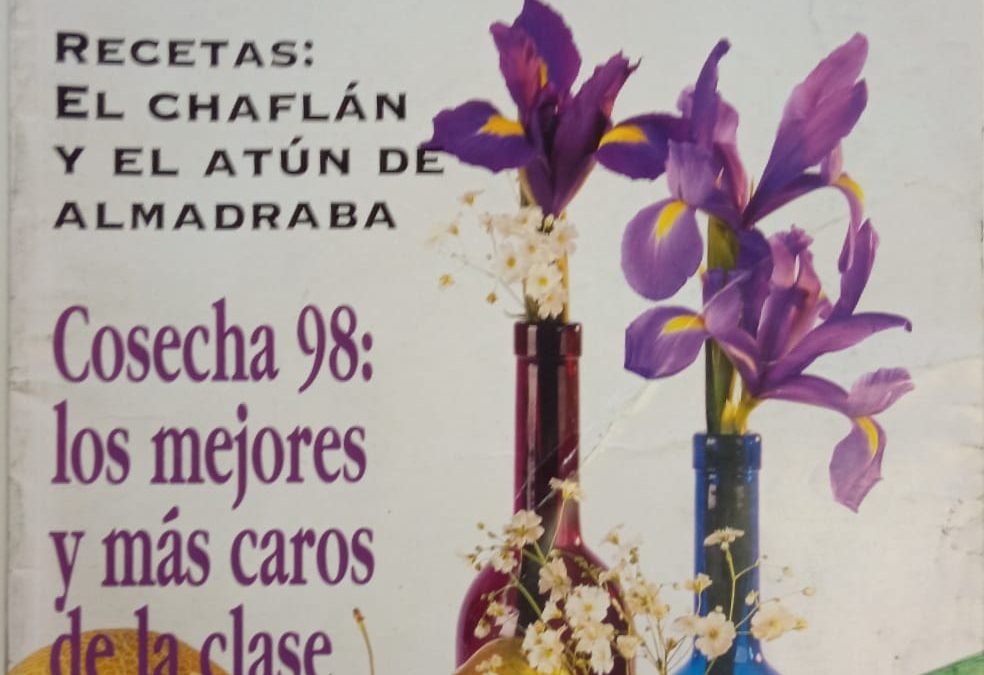 RECETAS:
EL CHAFLÁN
Y EL ATÚN DE
ALMADRABA
Cosecha 98:
los mejores
y más caros
de la clase